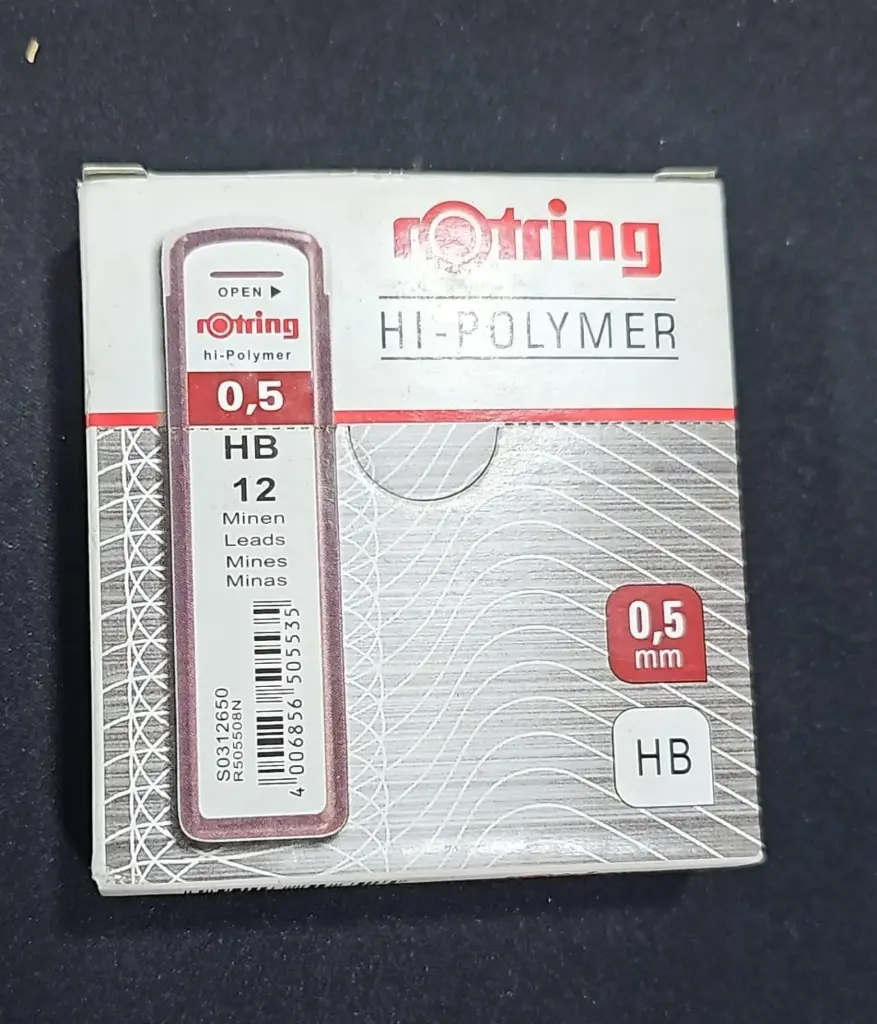 rotring
HI-POLYMER
OPEN
rotring
hi-Polymer
0,5
HB
12
Minen
Leads
Mines
Minas
S0312650
R505508N
4 006856 505535
0,5
mm
HB